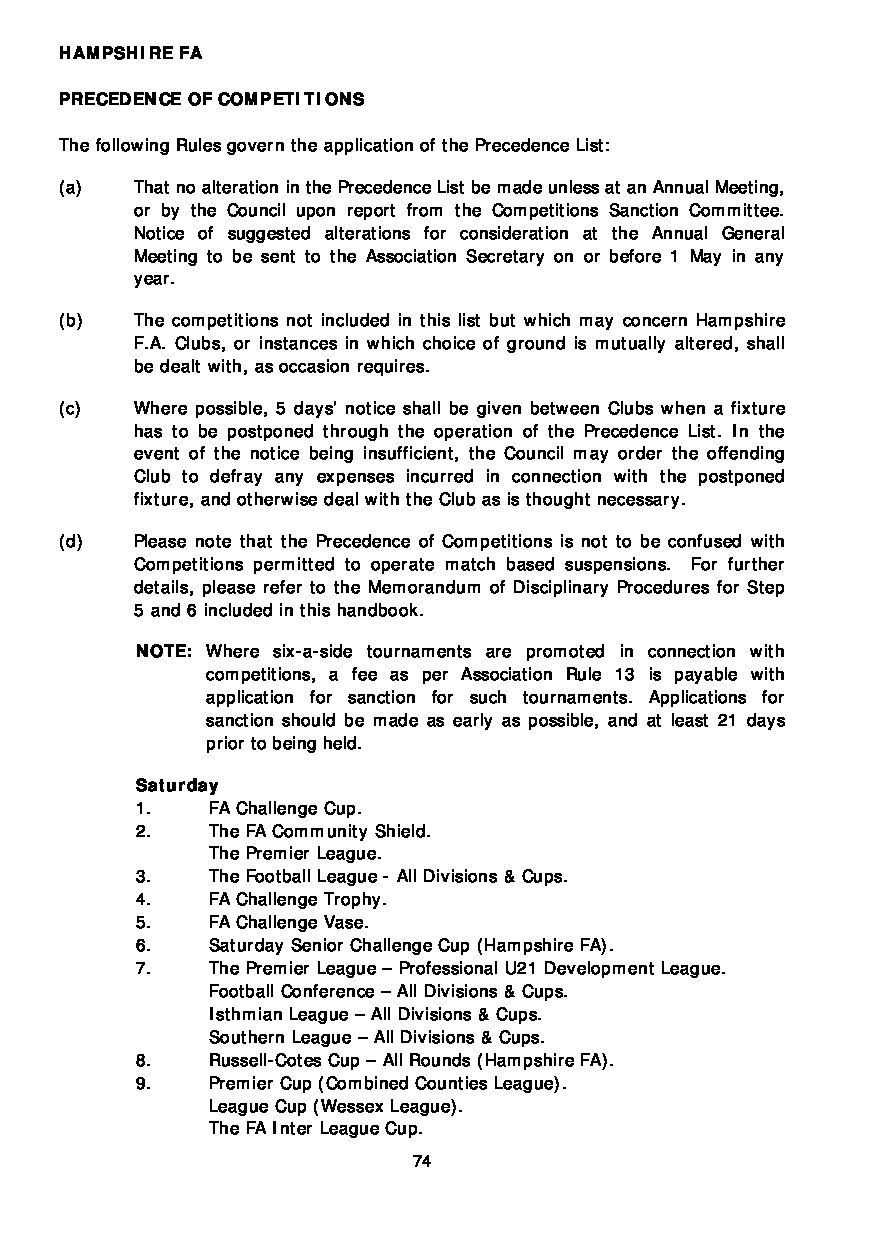 HAMPSHIRE FA
PRECEDENCE OF COMPETITIONS
The following Rules govern the application of the Precedence List:
(a) That no alteration in the Precedence List be made unless at an Annual Meeting,
or by the Council upon report from the Competitions Sanction Committee.
Notice of suggested alterations for consideration at the Annual General
Meeting to be sent to the Association Secretary on or before 1 May in any
year.
(b) The competitions not included in this list but which may concern Hampshire
F.A. Clubs, or instances in which choice of ground is mutually altered, shall
be dealt with, as occasion requires.
(c) Where possible, 5 days' notice shall be given between Clubs when a fixture
has to be postponed through the operation of the Precedence List. In the
event of the notice being insufficient, the Council may order the offending
Club to defray any expenses incurred in connection with the postponed
fixture, and otherwise deal with the Club as is thought necessary.
(d) Please note that the Precedence of Competitions is not to be confused with
Competitions permitted to operate match based suspensions. For further
details, please refer to the Memorandum of Disciplinary Procedures for Step
5 and 6 included in this handbook.
NOTE: Where six-a-side tournaments are promoted in connection with
competitions, a fee as per Association Rule 13 is payable with
application for sanction for such tournaments. Applications for
sanction should be made as early as possible, and at least 21 days
prior to being held.
Saturday
1. FA Challenge Cup.
2. The FA Community Shield.
The Premier League.
3. The Football League - All Divisions & Cups.
4. FA Challenge Trophy.
5. FA Challenge Vase.
6. Saturday Senior Challenge Cup (Hampshire FA).
7. The Premier League – Professional U21 Development League.
Football Conference – All Divisions & Cups.
Isthmian League – All Divisions & Cups.
Southern League – All Divisions & Cups.
8. Russell-Cotes Cup – All Rounds (Hampshire FA).
9. Premier Cup (Combined Counties League).
League Cup (Wessex League).
The FA Inter League Cup.
74